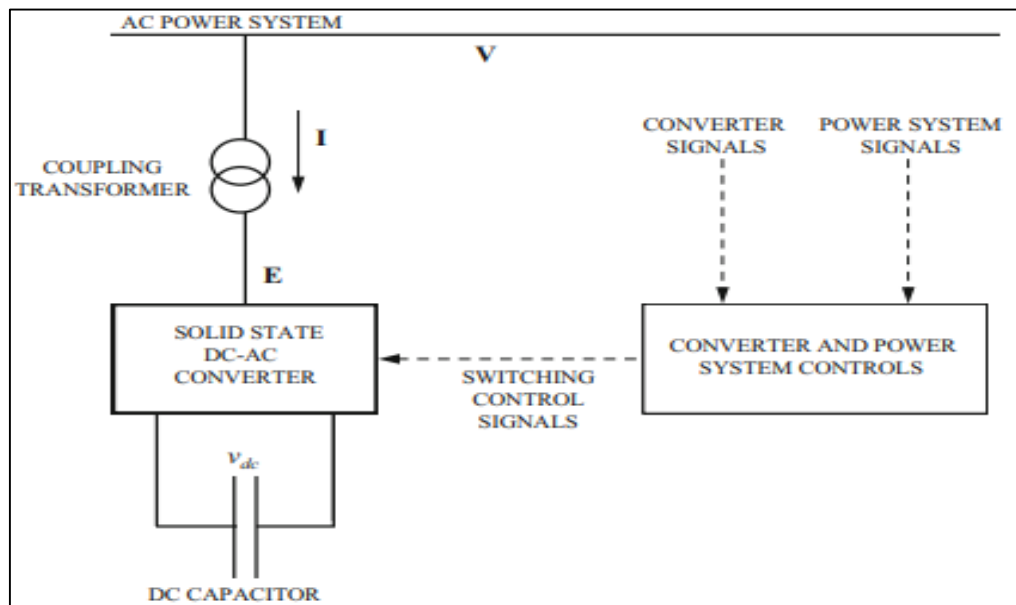 AC POWER SYSTEM
V
I
CONVERTER
SIGNALS
POWER SYSTEM
SIGNALS
COUPLING
TRANSFORMER
E
SOLID STATE
DC-AC
CONVERTER
SWITCHING
CONTROL
SIGNALS
CONVERTER AND POWER
SYSTEM CONTROLS
vdc
DC CAPACITOR